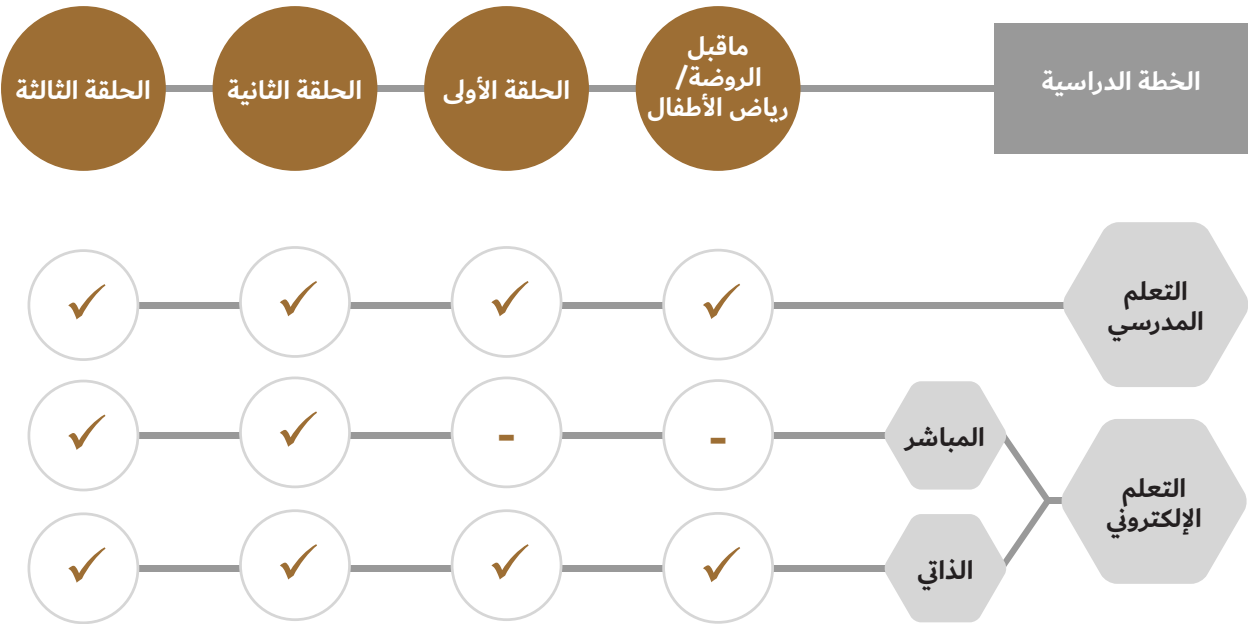 الخطة الدراسية
ماقبل
الروضة/
رياض الأطفال
الحلقة الأولى
الحلقة الثانية
الحلقة الثالثة
التعلم
المدرسي
✓ ✓ ✓ ✓
التعلم
الإلكتروني
المباشر
- - ✓ ✓
الذاتي
✓ ✓ ✓ ✓